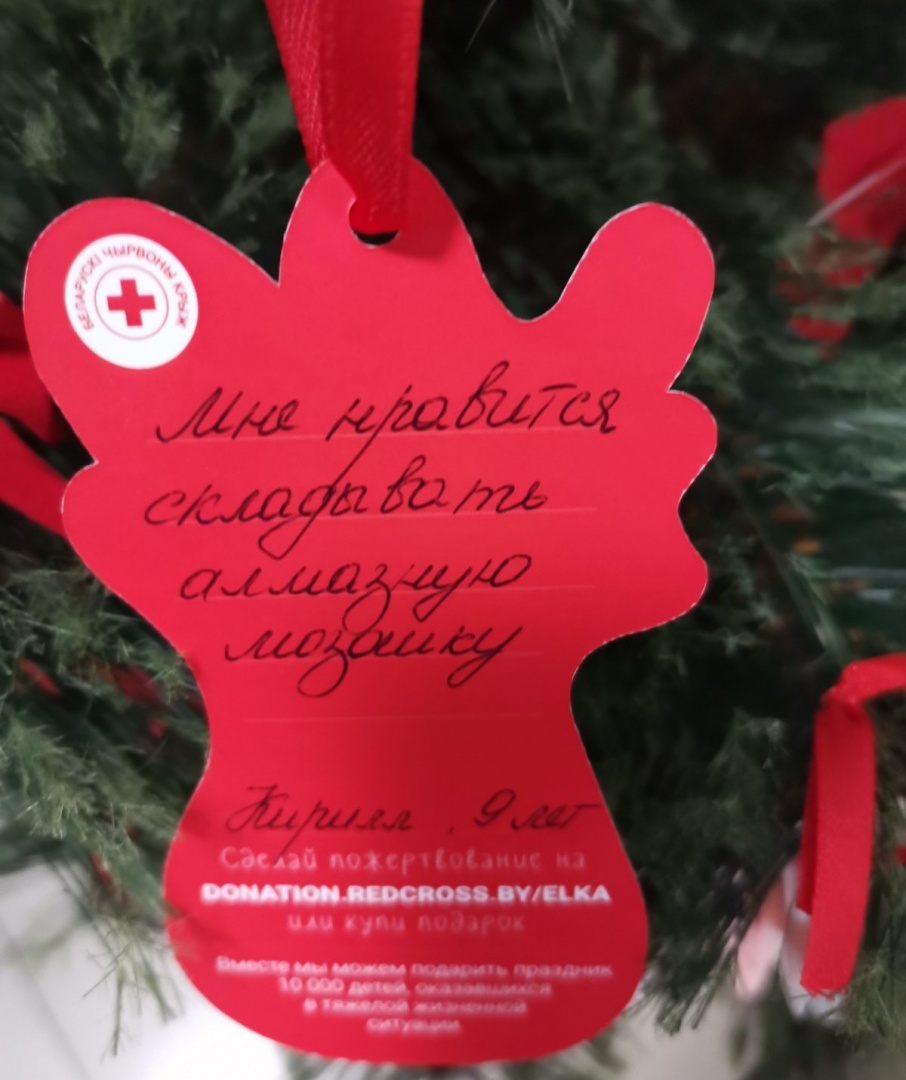 БЕЛАРУСКІ ЧЫРВОНЫ КРЫЖ
Мне нравится
складывать
алмазную
мозаику
Кирилл, 9 лет
Сделай пожертвование на
DONATION.REDCROSS.BY/ELKA
или купи подарок
Вместе мы можем подарить праздник
10 000 детей, оказавшихся
в тяжелой жизненной
ситуации